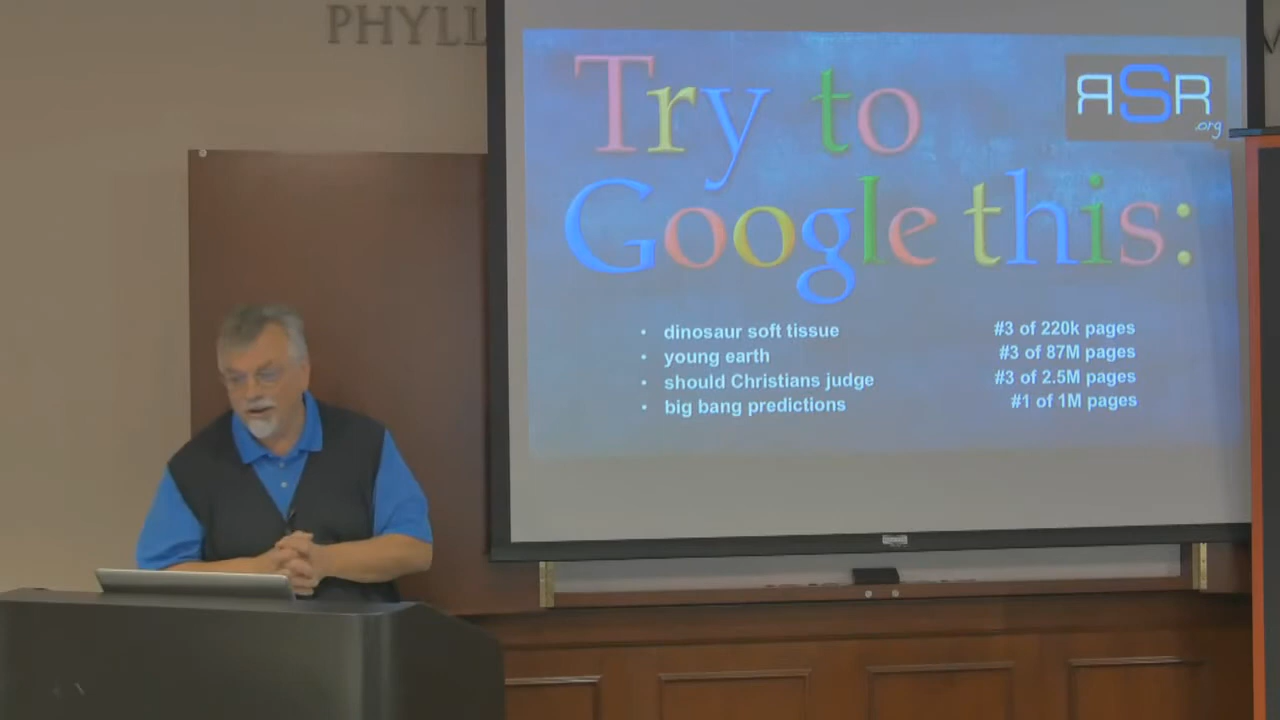 PHYLL
Try to
RSR
.org
Google this:
• dinosaur soft tissue #3 of 220k pages
• young earth #3 of 87M pages
• should Christians judge #3 of 2.5M pages
• big bang predictions #1 of 1M pages